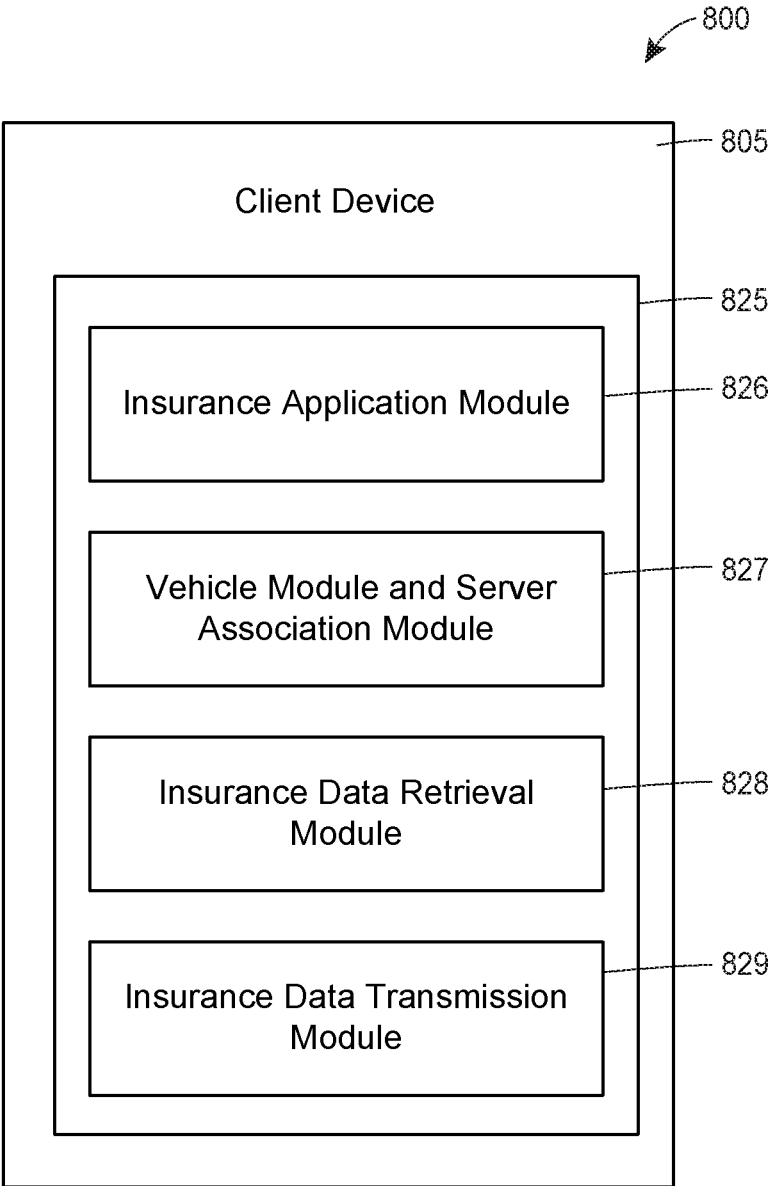 800
805
Client Device
825
826
Insurance Application Module
827
Vehicle Module and Server
Association Module
828
Insurance Data Retrieval
Module
829
Insurance Data Transmission
Module